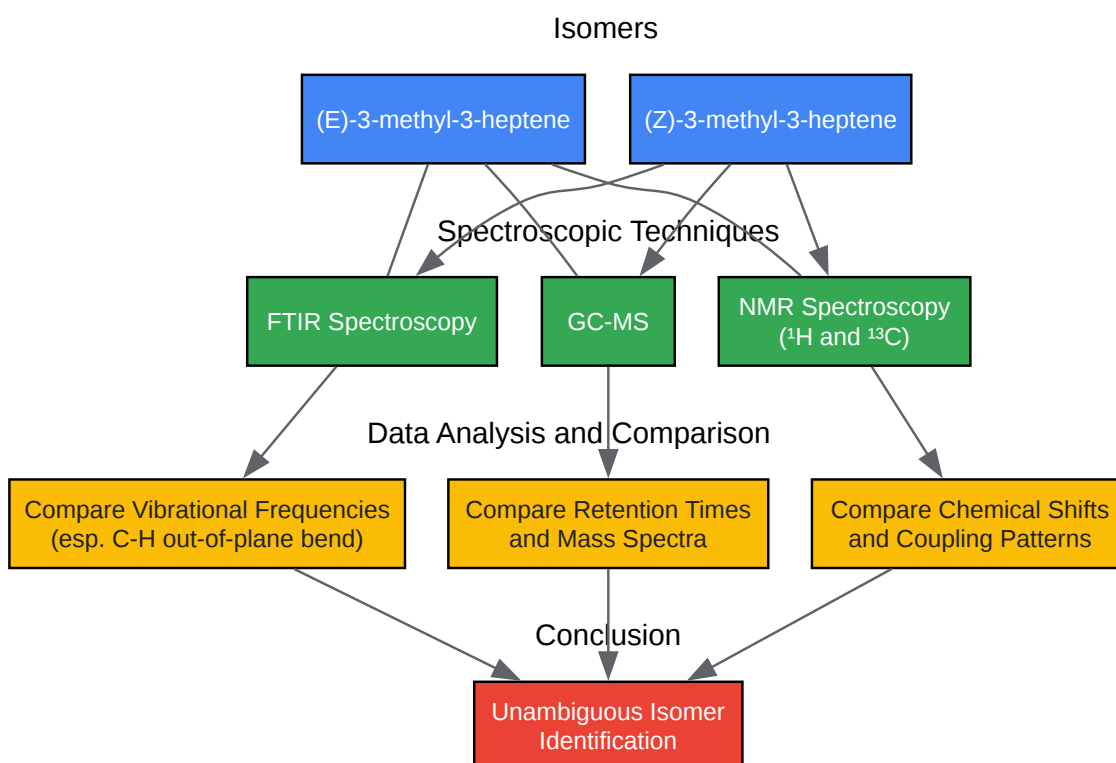 Isomers
(E)-3-methyl-3-heptene
(Z)-3-methyl-3-heptene
Spectroscopic Techniques
FTIR Spectroscopy
GC-MS
NMR Spectroscopy
(¹H and ¹³C)
Data Analysis and Comparison
Compare Vibrational Frequencies
(esp. C-H out-of-plane bend)
Compare Retention Times
and Mass Spectra
Compare Chemical Shifts
and Coupling Patterns
Conclusion
Unambiguous Isomer
Identification